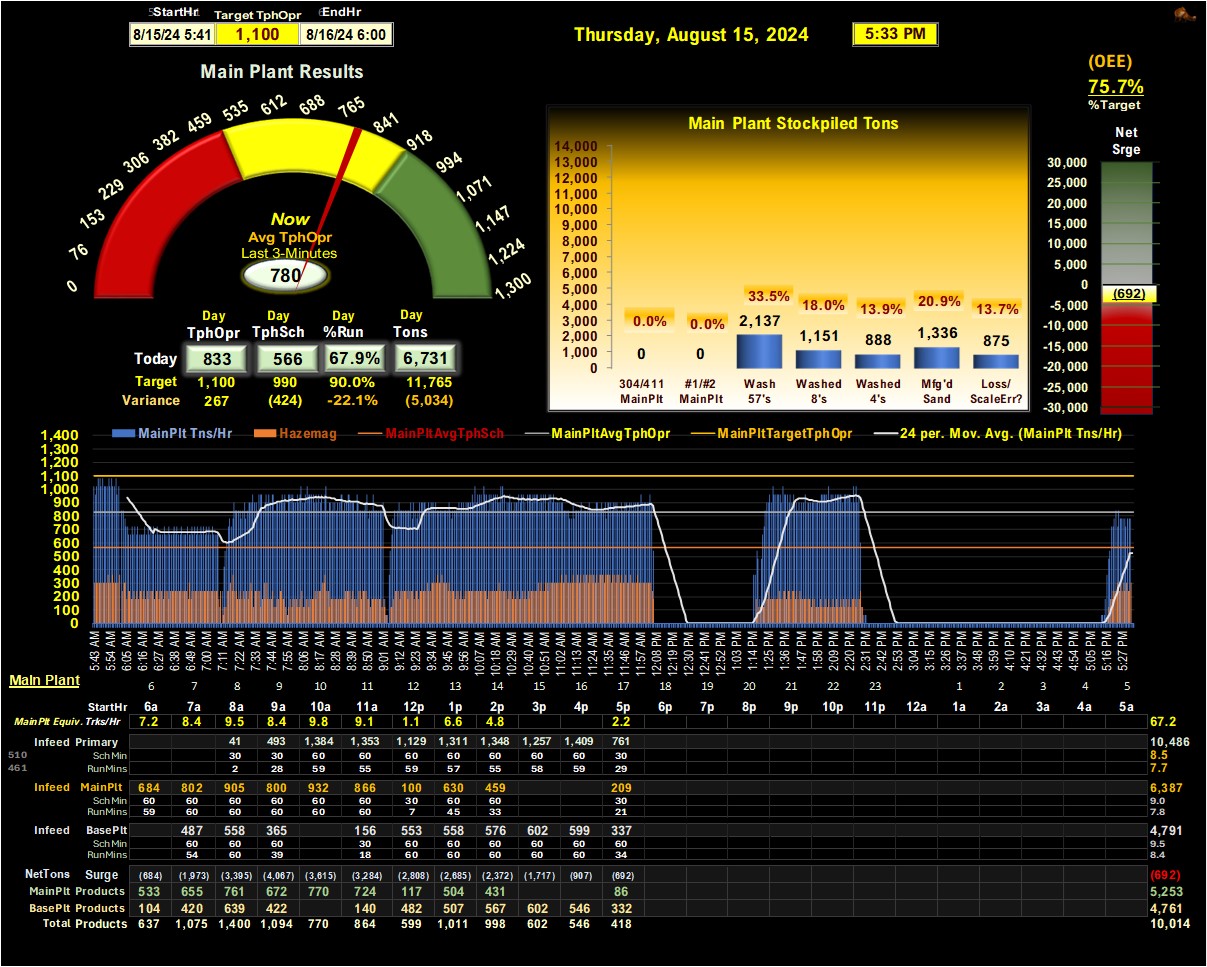 StartHr Target TphOpr EndHr
8/15/24 5:41 1,100 8/16/24 6:00
Thursday, August 15, 2024 5:33 PM
(OEE)
75.7%
%Target
Net
Srge
30,000
25,000
20,000
15,000
10,000
5,000
0
(692)
-5,000
-10,000
-15,000
-20,000
-25,000
-30,000
Main Plant Results
0 76 153 229 306 382 459 535 612 688 765 841 918 994 1,071 1,147 1,224 1,300
Now
Avg TphOpr
Last 3-Minutes
780
Day Day Day Day
TphOpr TphSch %Run Tons
Today 833 566 67.9% 6,731
Target 1,100 990 90.0% 11,765
Variance 267 (424) -22.1% (5,034)
Main Plant Stockpiled Tons
14,000
13,000
12,000
11,000
10,000
9,000
8,000
7,000
6,000
5,000
4,000
3,000
2,000
1,000
0
0.0% 0.0% 33.5% 18.0% 13.9% 20.9% 13.7%
0 0 2,137 1,151 888 1,336 875
304/411 #1/#2 Wash Washed Washed Mfg'd Loss/
MainPlt MainPlt 57's 8's 4's Sand ScaleErr?
MainPlt Tns/Hr Hazemag MainPltAvgTphSch MainPltAvgTphOpr MainPltTargetTphOpr 24 per. Mov. Avg. (MainPlt Tns/Hr)
1,400
1,300
1,200
1,100
1,000
900
800
700
600
500
400
300
200
100
0
5:43 AM 5:54 AM 6:05 AM 6:16 AM 6:27 AM 6:38 AM 6:49 AM 7:00 AM 7:11 AM 7:22 AM 7:33 AM 7:44 AM 7:55 AM 8:06 AM 8:17 AM 8:28 AM 8:39 AM 8:50 AM 9:01 AM 9:12 AM 9:23 AM 9:34 AM 9:45 AM 9:56 AM 10:07 AM 10:18 AM 10:29 AM 10:40 AM 10:51 AM 11:02 AM 11:13 AM 11:24 AM 11:35 AM 11:46 AM 11:57 AM 12:08 PM 12:19 PM 12:30 PM 12:41 PM 12:52 PM 1:03 PM 1:14 PM 1:25 PM 1:36 PM 1:47 PM 1:58 PM 2:09 PM 2:20 PM 2:31 PM 2:42 PM 2:53 PM 3:04 PM 3:15 PM 3:26 PM 3:37 PM 3:48 PM 3:59 PM 4:10 PM 4:21 PM 4:32 PM 4:43 PM 4:54 PM 5:05 PM 5:16 PM 5:27 PM
Main Plant 6 7 8 9 10 11 12 13 14 15 16 17 18 19 20 21 22 23 1 2 3 4 5
StartHr 6a 7a 8a 9a 10a 11a 12p 1p 2p 3p 4p 5p 6p 7p 8p 9p 10p 11p 12a 1a 2a 3a 4a 5a
MainPlt Equiv. Trks/Hr 7.2 8.4 9.5 8.4 9.8 9.1 1.1 6.6 4.8 2.2 67.2
Infeed Primary 41 493 1,384 1,353 1,129 1,311 1,348 1,257 1,409 761 10,486
510 Sch Min 30 30 60 60 60 60 60 60 60 30 8.5
461 RunMins 2 28 59 55 59 57 55 58 59 29 7.7
Infeed MainPlt 684 802 905 800 932 866 100 630 459 209 6,387
Sch Min 60 60 60 60 60 60 30 60 60 30 9.0
RunMins 59 60 60 60 60 60 7 45 33 21 7.8
Infeed BasePlt 487 558 365 156 553 558 576 602 599 337 4,791
Sch Min 60 60 60 30 60 60 60 60 60 60 9.5
RunMins 54 60 39 18 60 60 60 60 60 34 8.4
NetTons Surge (684) (1,973) (3,395) (4,067) (3,615) (3,284) (2,808) (2,685) (2,372) (1,717) (907) (692) (692)
MainPlt Products 533 655 761 672 770 724 117 504 431 86 5,253
BasePlt Products 104 420 639 422 140 482 507 567 602 546 332 4,761
Total Products 637 1,075 1,400 1,094 770 864 599 1,011 998 602 546 418 10,014